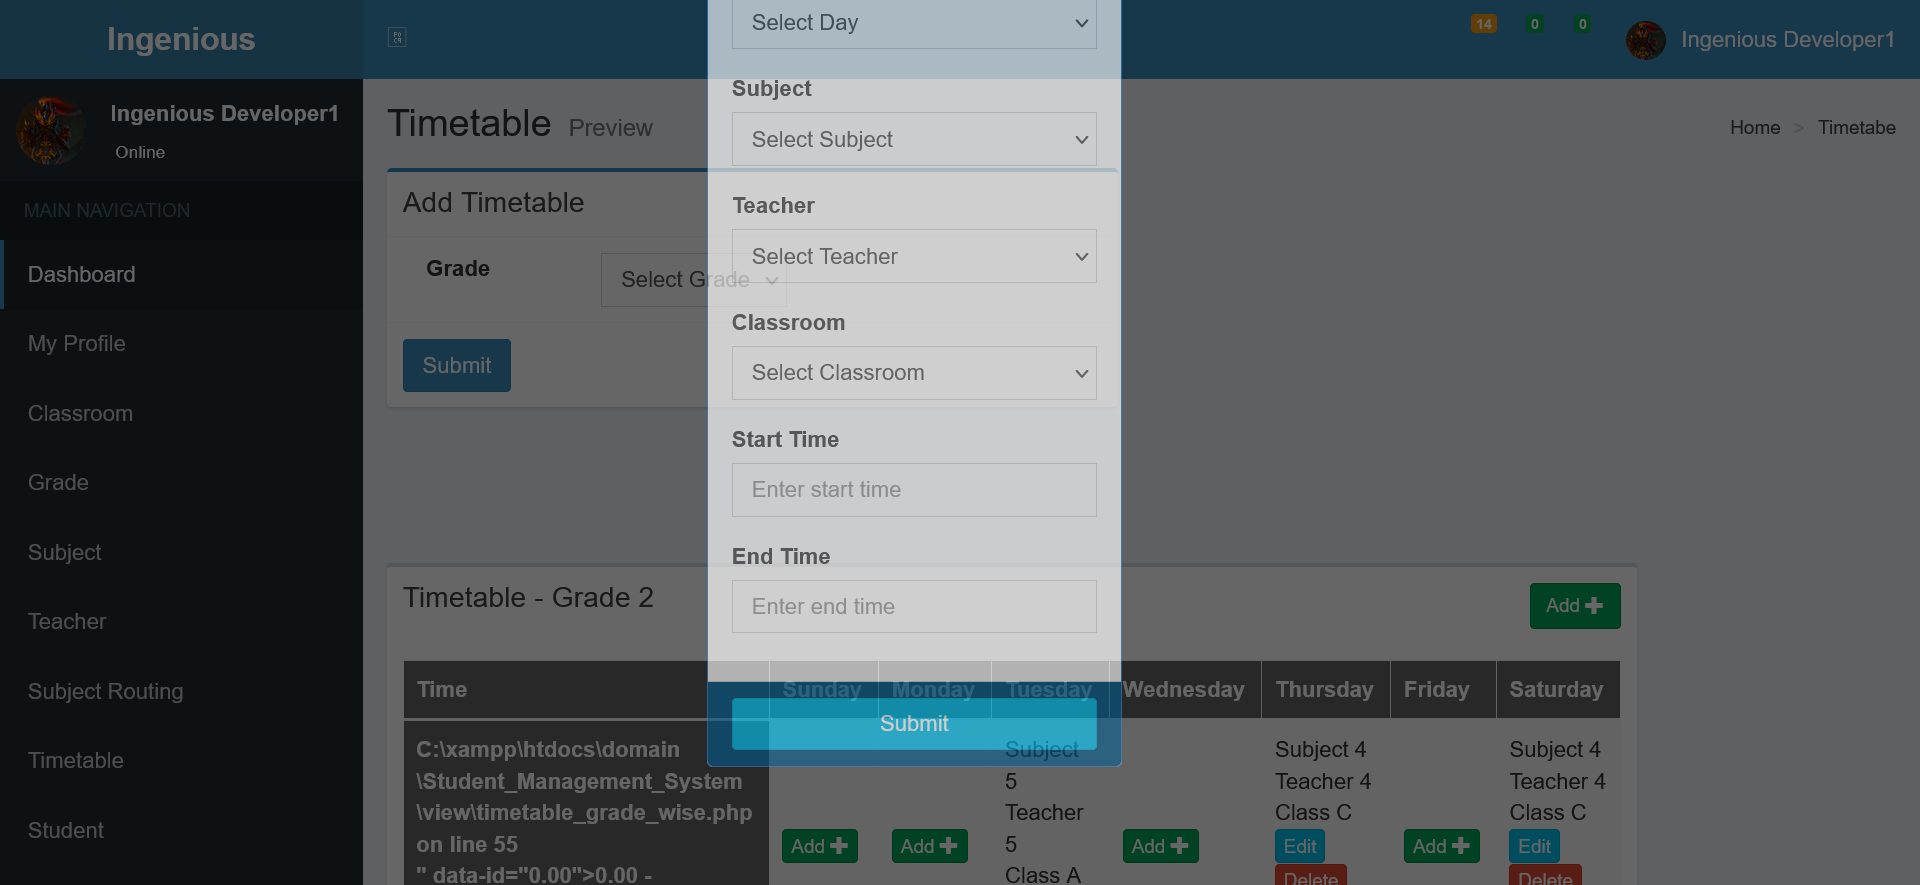 Ingenious
14
0
0
Ingenious Developer1
Ingenious Developer1
Online
MAIN NAVIGATION
Dashboard
My Profile
Classroom
Grade
Subject
Teacher
Subject Routing
Timetable
Student
Timetable Preview
Home > Timetabe
Add Timetable
Grade
Select Grade
Submit
Select Day
Subject
Select Subject
Teacher
Select Teacher
Classroom
Select Classroom
Start Time
Enter start time
End Time
Enter end time
Submit
Timetable - Grade 2
Add
Time Sunday Monday Tuesday Wednesday Thursday Friday Saturday
C:\xampp\htdocs\domain
\Student_Management_System
\view\timetable_grade_wise.php
on line 55
" data-id="0.00">0.00 -
Add
Add
Subject
5
Teacher
5
Class A
Add
Subject 4
Teacher 4
Class C
Edit
Delete
Add
Subject 4
Teacher 4
Class C
Edit
Delete